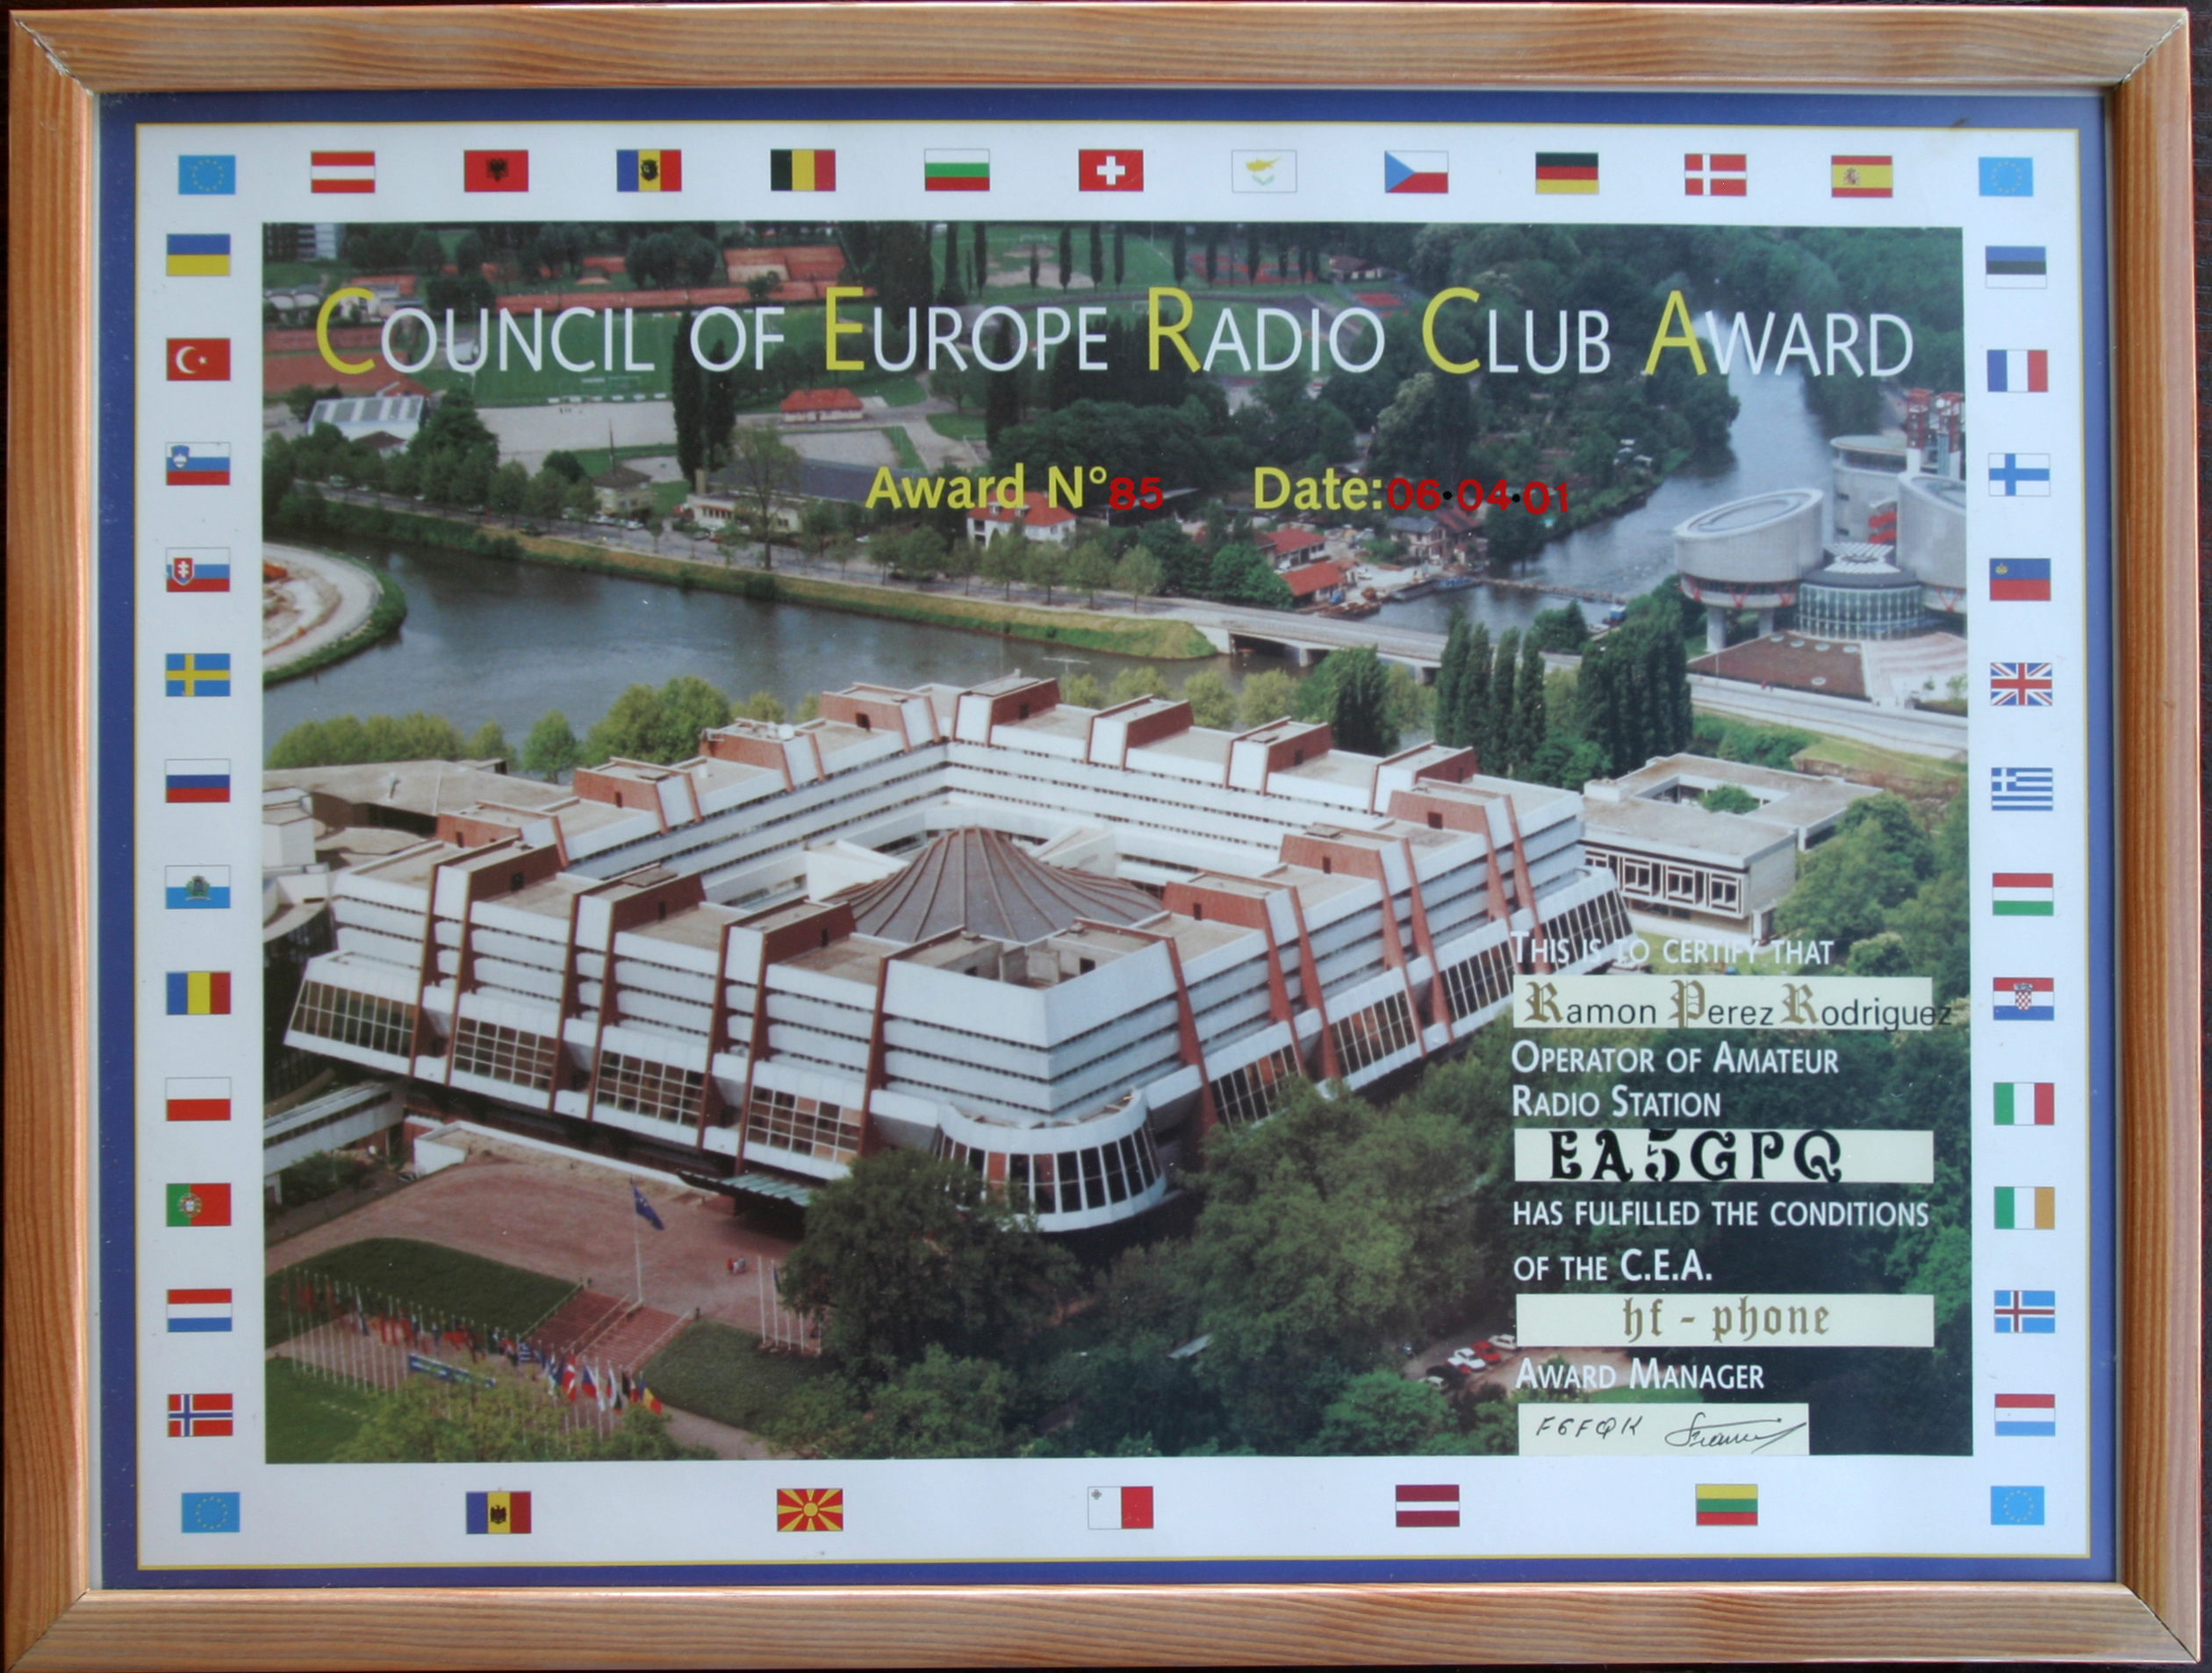 COUNCIL OF EUROPE RADIO CLUB AWARD
Award N°85 Date:06·04·01
THIS IS TO CERTIFY THAT
Ramon Perez Rodriguez
OPERATOR OF AMATEUR
RADIO STATION
EA5GPQ
HAS FULFILLED THE CONDITIONS
OF THE C.E.A.
hf - phone
AWARD MANAGER
F6FQK